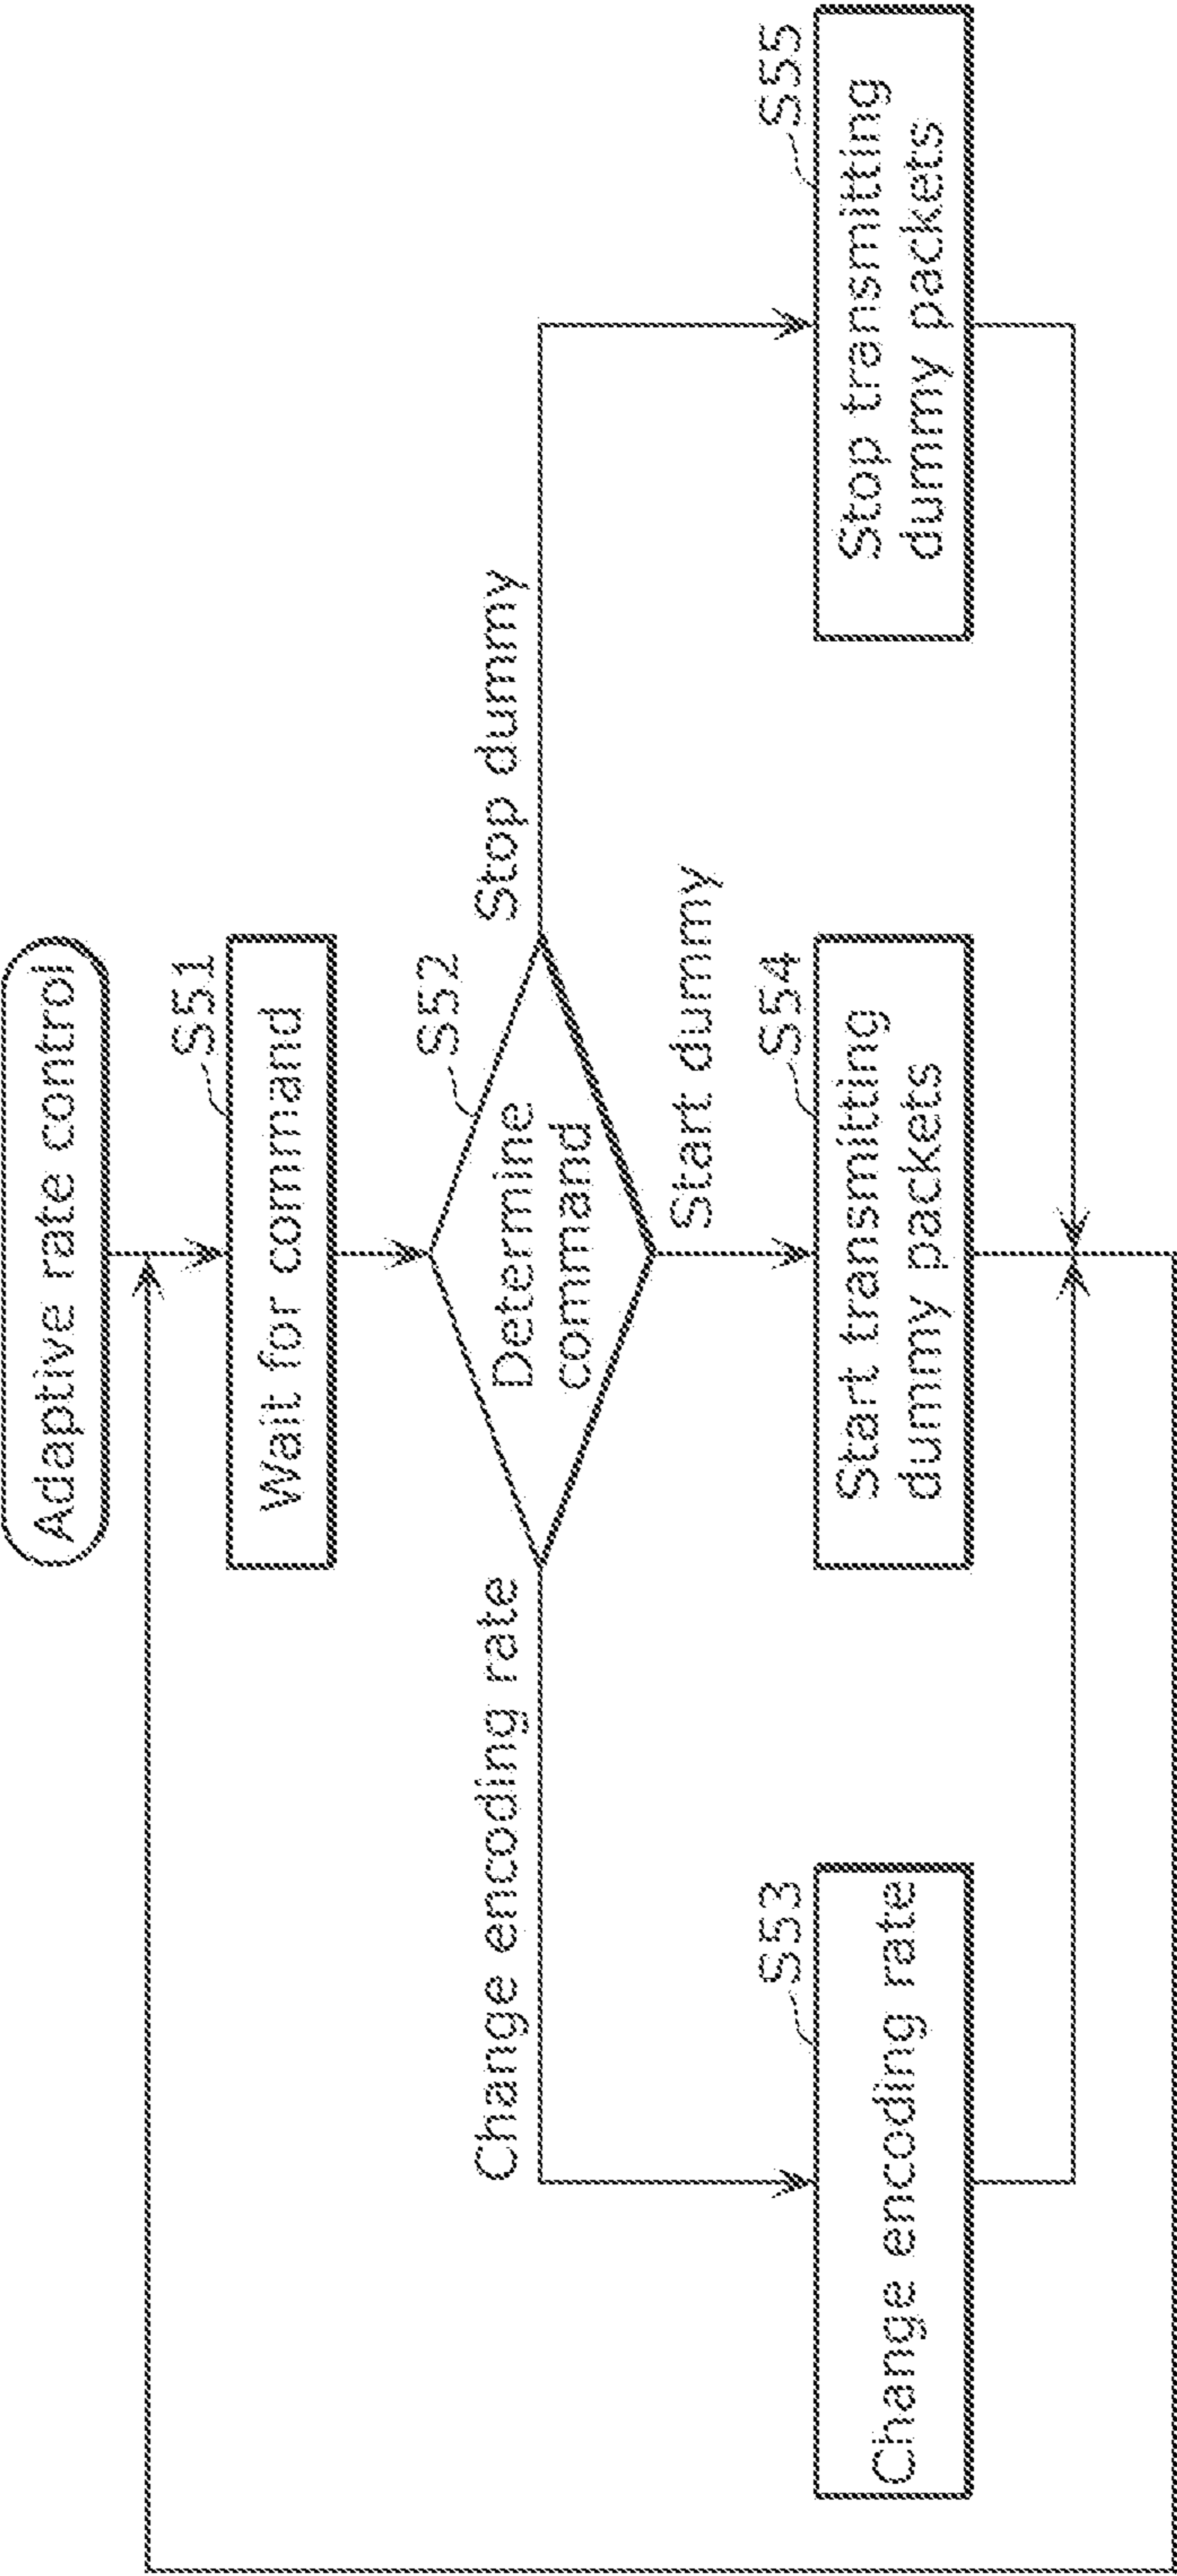 Adaptive rate control
S51
Wait for command
S52
Determine
command
Change encoding rate
Stop dummy
Start dummy
S53
Change encoding rate
S54
Start transmitting
dummy packets
S55
Stop transmitting
dummy packets